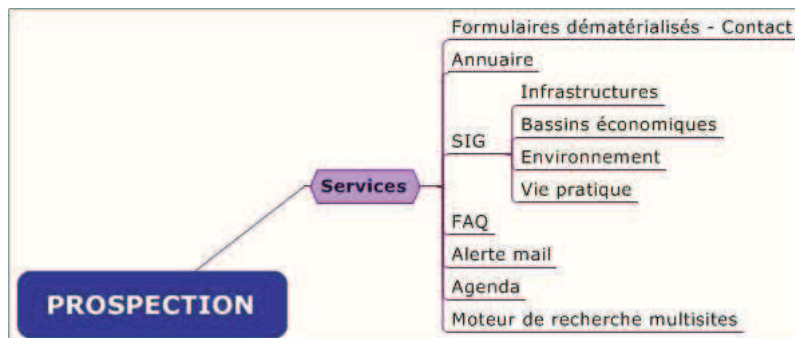 Formulaires dématérialisés - Contact
Annuaire
Infrastructures
Bassins économiques
SIG
Environnement
Vie pratique
Services
FAQ
Alerte mail
Agenda
PROSPECTION
Moteur de recherche multisites